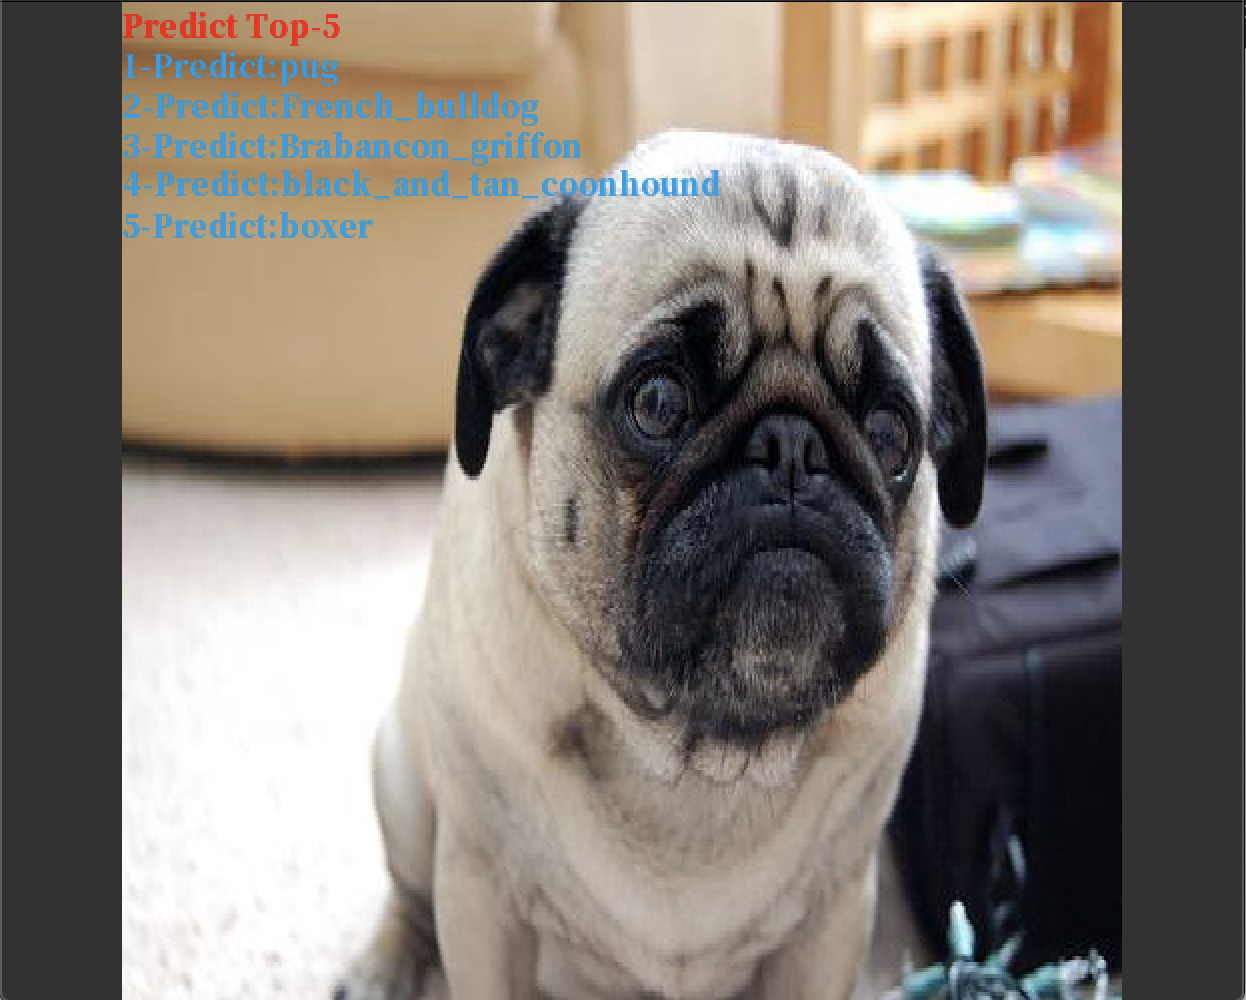 Predict Top-5
1-Predict:pug
2-Predict:French_bulldog
3-Predict:Brabancon_griffon
4-Predict:black_and_tan_coonhound
5-Predict:boxer